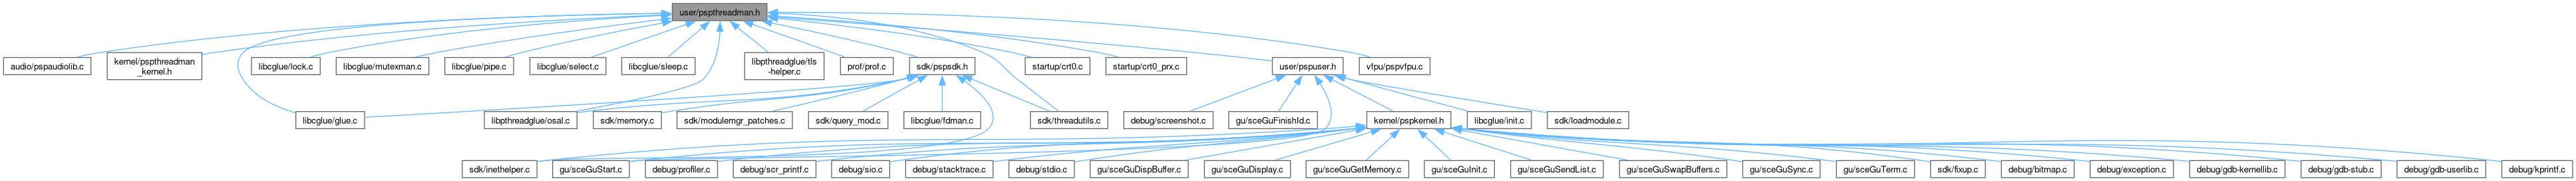 user/pspthreadman.h
audio/pspaudiolib.c
kernel/pspthreadman
_kernel.h
libcglue/lock.c
libcglue/mutexman.c
libcglue/pipe.c
libcglue/select.c
libcglue/sleep.c
libpthreadglue/tls
-helper.c
prof/prof.c
sdk/pspsdk.h
startup/crt0.c
startup/crt0_prx.c
user/pspuser.h
vfpu/pspvfpu.c
libcglue/glue.c
libpthreadglue/osal.c
sdk/memory.c
sdk/modulemgr_patches.c
sdk/query_mod.c
libcglue/fdman.c
sdk/threadutils.c
debug/screenshot.c
gu/sceGuFinishId.c
kernel/pspkernel.h
libcglue/init.c
sdk/loadmodule.c
sdk/inethelper.c
gu/sceGuStart.c
debug/profiler.c
debug/scr_printf.c
debug/sio.c
debug/stacktrace.c
debug/stdio.c
gu/sceGuDispBuffer.c
gu/sceGuDisplay.c
gu/sceGuGetMemory.c
gu/sceGuInit.c
gu/sceGuSendList.c
gu/sceGuSwapBuffers.c
gu/sceGuSync.c
gu/sceGuTerm.c
sdk/fixup.c
debug/bitmap.c
debug/exception.c
debug/gdb-kernellib.c
debug/gdb-stub.c
debug/gdb-userlib.c
debug/kprintf.c